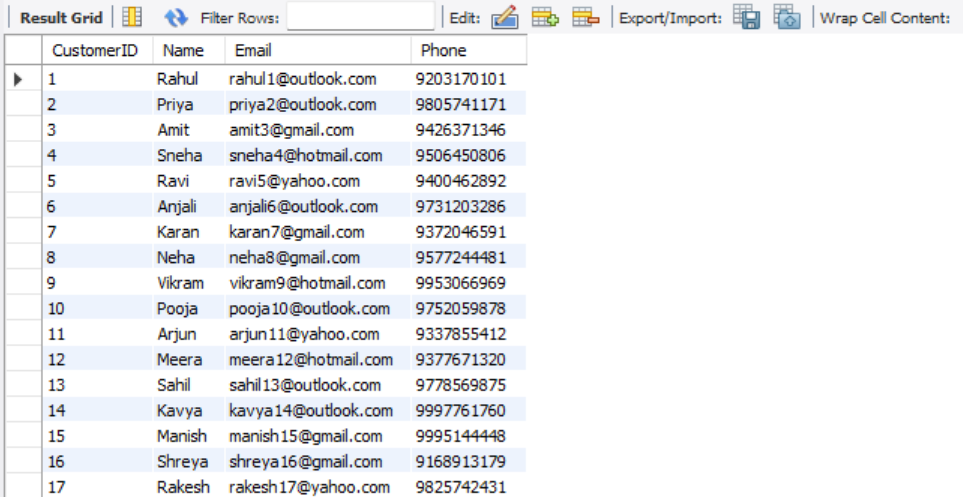 Result Grid Filter Rows: Edit: Export/Import: Wrap Cell Content:
CustomerID Name Email Phone
1 Rahul rahul1@outlook.com 9203170101
2 Priya priya2@outlook.com 9805741171
3 Amit amit3@gmail.com 9426371346
4 Sneha sneha4@hotmail.com 9506450806
5 Ravi ravi5@yahoo.com 9400462892
6 Anjali anjali6@outlook.com 9731203286
7 Karan karan7@gmail.com 9372046591
8 Neha neha8@gmail.com 9577244481
9 Vikram vikram9@hotmail.com 9953066969
10 Pooja pooja10@outlook.com 9752059878
11 Arjun arjun11@yahoo.com 9337855412
12 Meera meera12@hotmail.com 9377671320
13 Sahil sahil13@outlook.com 9778569875
14 Kavya kavya14@outlook.com 9997761760
15 Manish manish15@gmail.com 9995144448
16 Shreya shreya16@gmail.com 9168913179
17 Rakesh rakesh17@yahoo.com 9825742431